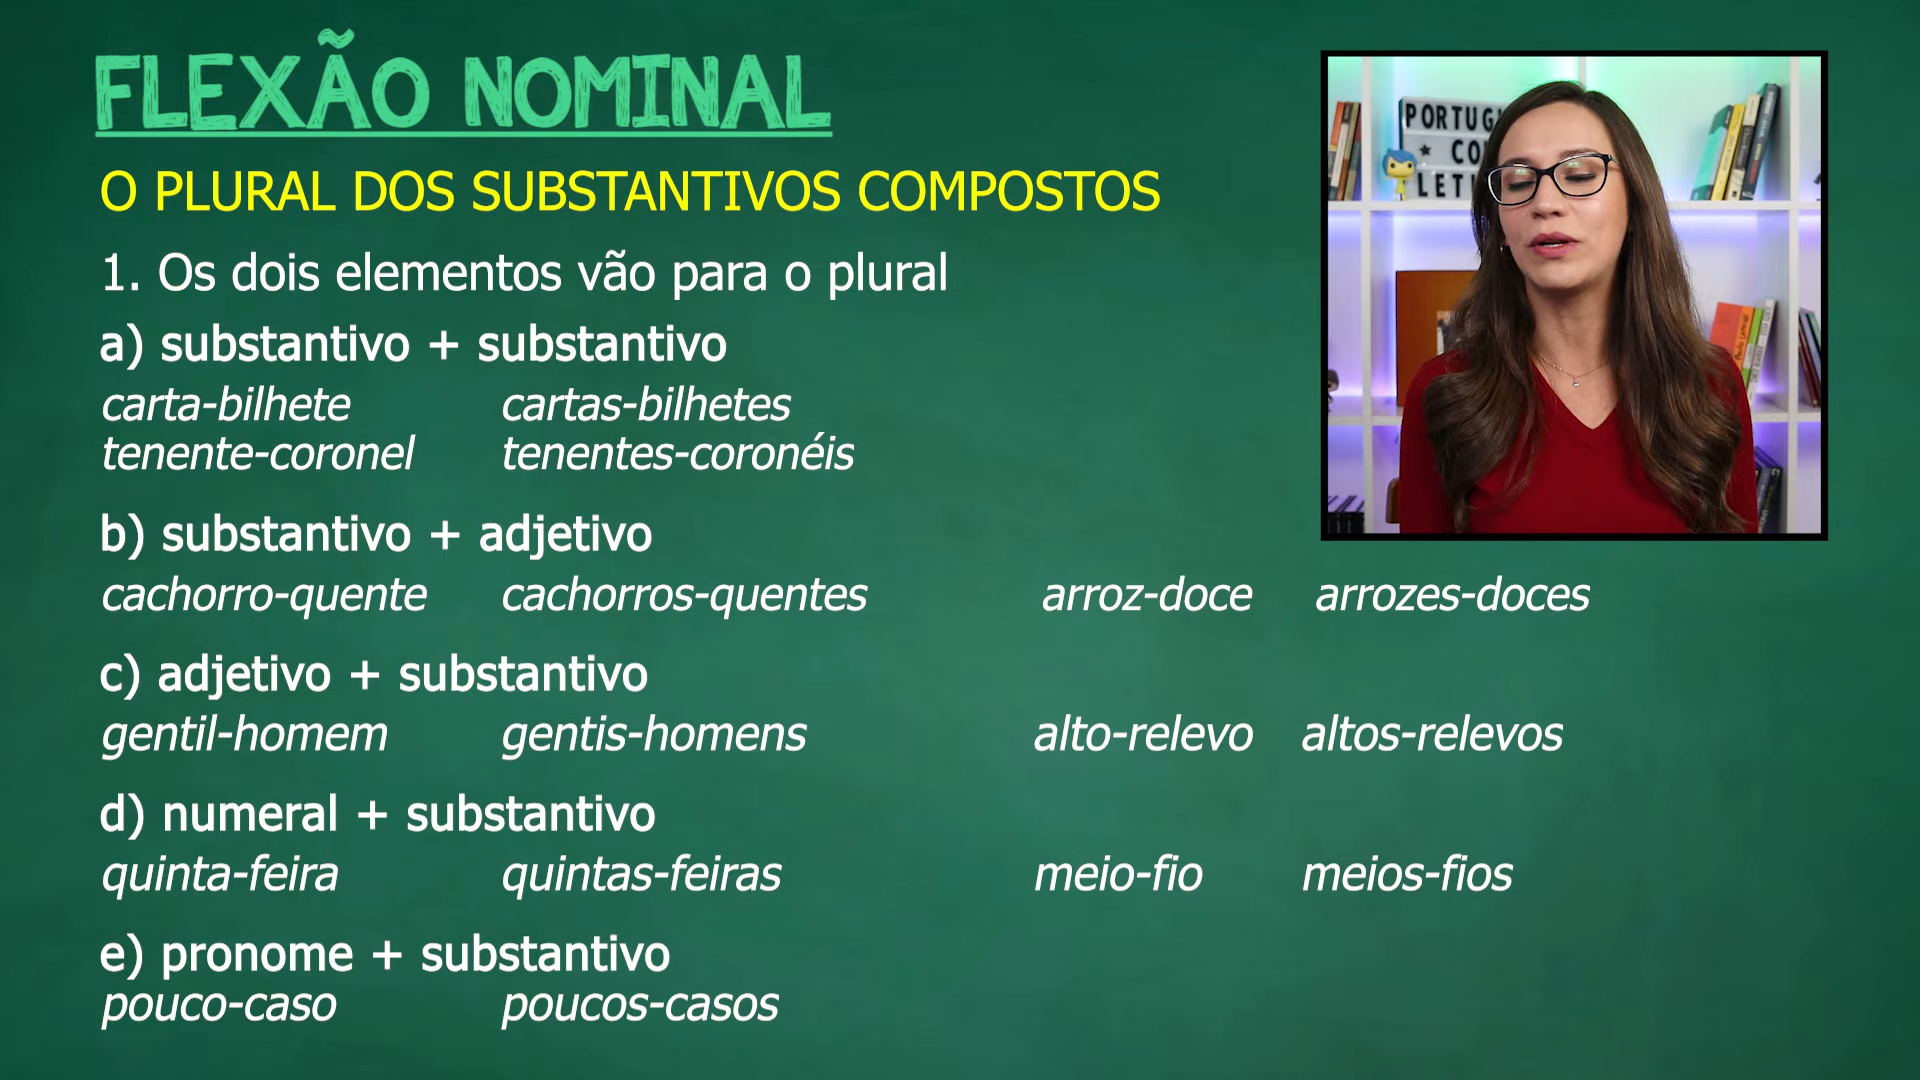 FLEXÃO NOMINAL
O PLURAL DOS SUBSTANTIVOS COMPOSTOS
1. Os dois elementos vão para o plural
a) substantivo + substantivo
carta-bilhete cartas-bilhetes
tenente-coronel tenentes-coronéis
b) substantivo + adjetivo
cachorro-quente cachorros-quentes arroz-doce arrozes-doces
c) adjetivo + substantivo
gentil-homem gentis-homens alto-relevo altos-relevos
d) numeral + substantivo
quinta-feira quintas-feiras meio-fio meios-fios
e) pronome + substantivo
pouco-caso poucos-casos
PORTUG
CO
LET